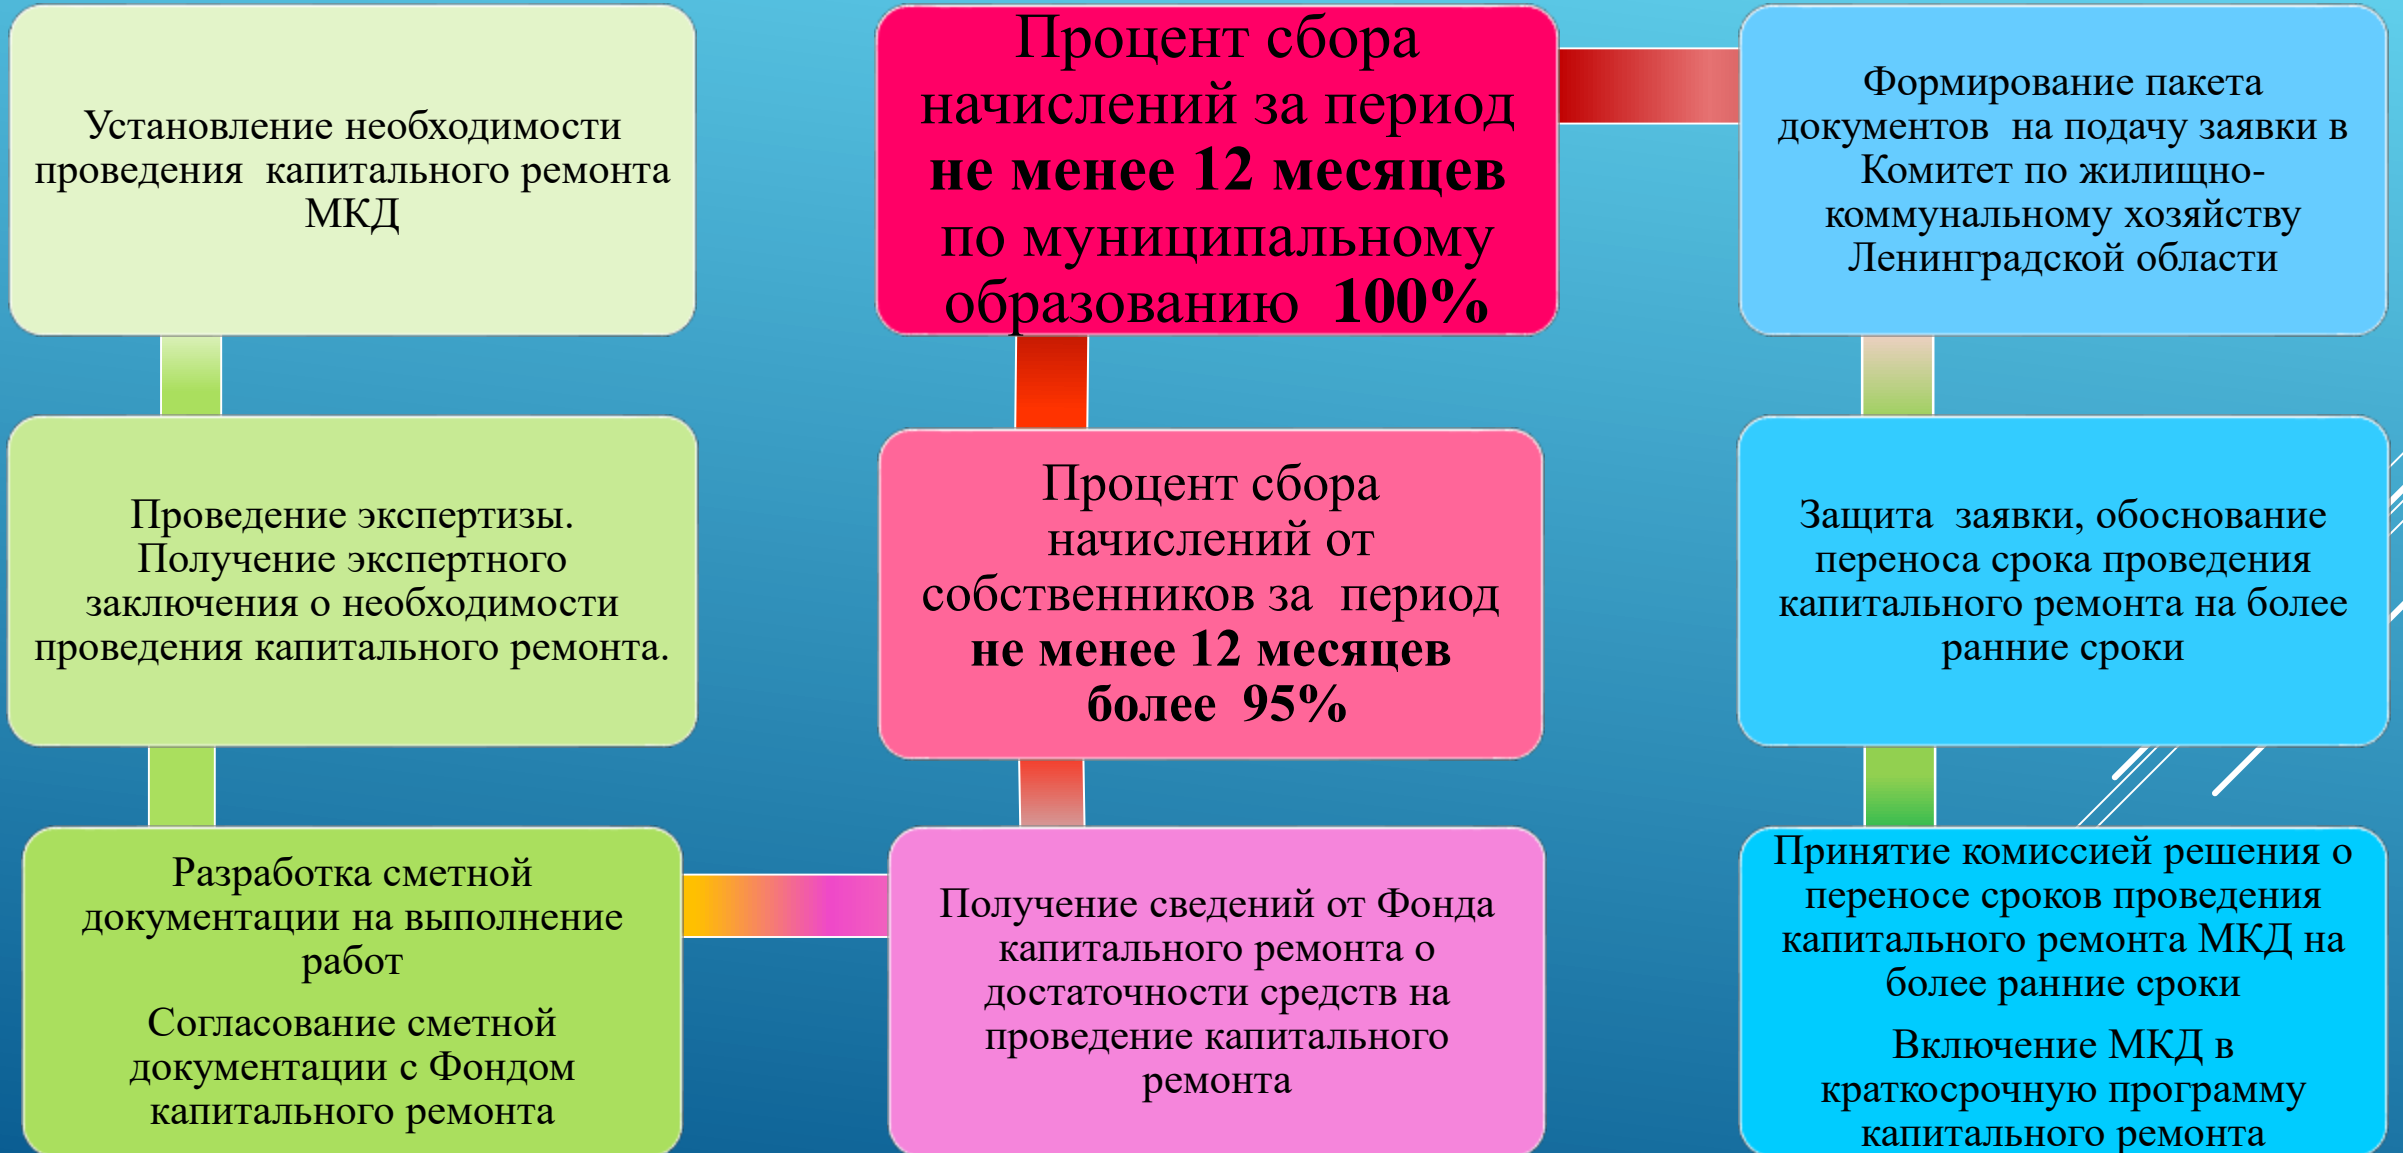 Установление необходимости
проведения капитального ремонта
МКД
Проведение экспертизы.
Получение экспертного
заключения о необходимости
проведения капитального ремонта.
Разработка сметной
документации на выполнение
работ
Согласование сметной
документации с Фондом
капитального ремонта
Получение сведений от Фонда
капитального ремонта о
достаточности средств на
проведение капитального
ремонта
Процент сбора
начислений от
собственников за период
не менее 12 месяцев
более 95%
Процент сбора
начислений за период
не менее 12 месяцев
по муниципальному
образованию 100%
Формирование пакета
документов на подачу заявки в
Комитет по жилищно-
коммунальному хозяйству
Ленинградской области
Защита заявки, обоснование
переноса срока проведения
капитального ремонта на более
ранние сроки
Принятие комиссией решения о
переносе сроков проведения
капитального ремонта МКД на
более ранние сроки
Включение МКД в
краткосрочную программу
капитального ремонта